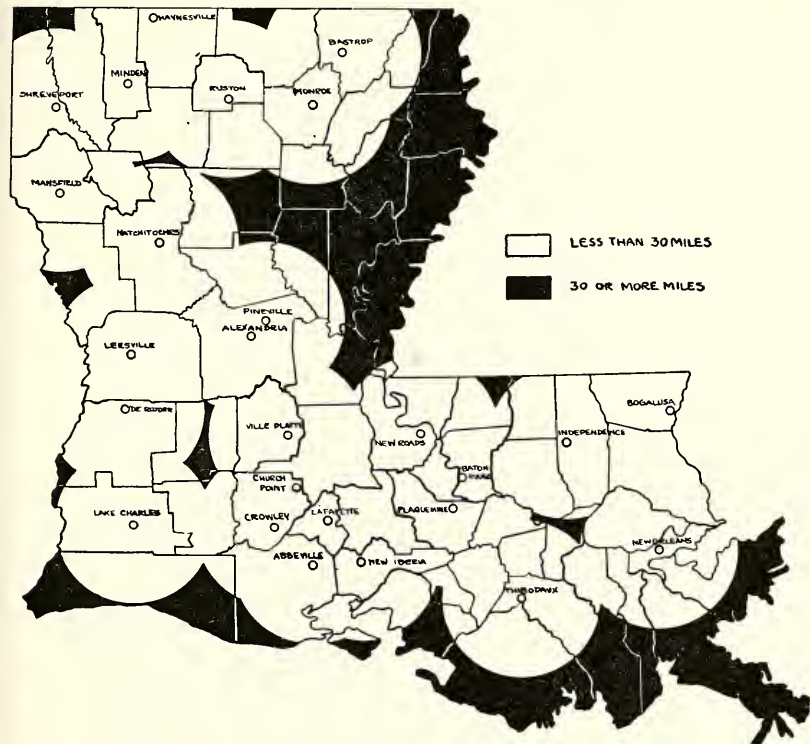 HAYNESVILLE
BASTROP
MINDEN
SHREVEPORT
RUSTON
MONROE
MANSFIELD
NATCHITOCHES
LESS THAN 30 MILES
30 OR MORE MILES
PINEVILLE
ALEXANDRIA
LEESVILLE
DE RIDDER
BOGALUSA
VILLE PLATTE
NEW ROADS
INDEPENDENCE
BATON
ROUGE
CHURCH
POINT
LAKE CHARLES
CROWLEY
LAFAYETTE
PLAQUEMINE
NEW ORLEANS
ABBEVILLE
NEW IBERIA
THIBODAUX